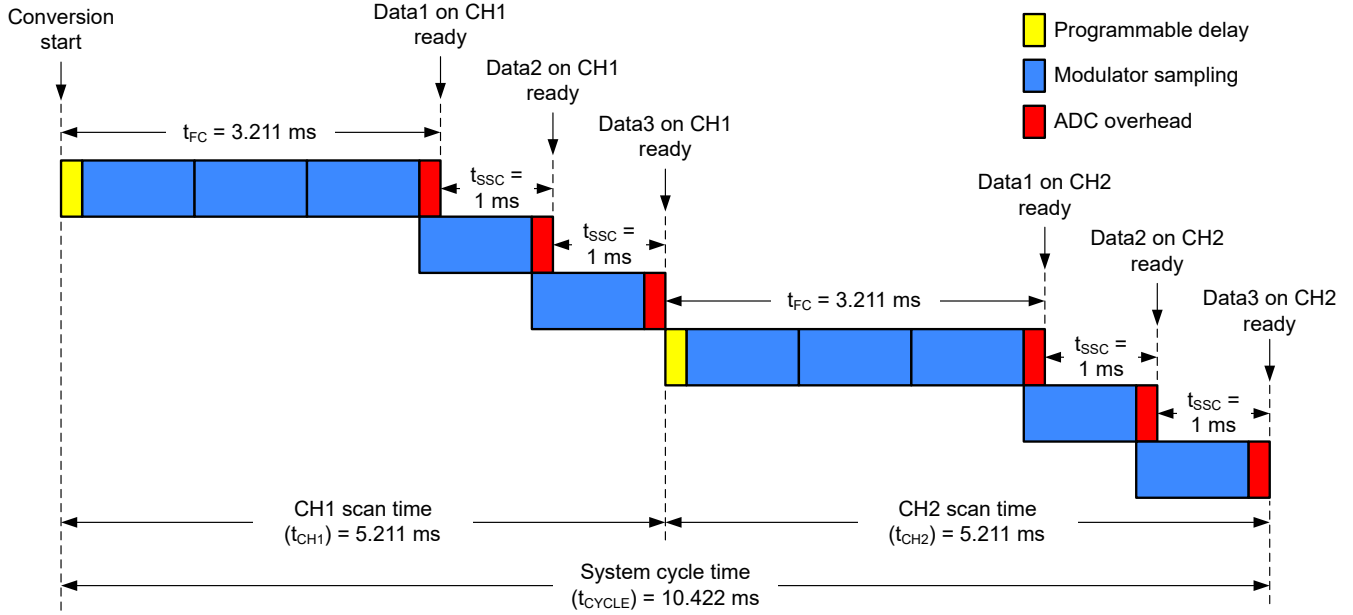 Conversion
start
Data1 on CH1
ready
Data2 on CH1
ready
Data3 on CH1
ready
Programmable delay
Modulator sampling
ADC overhead
tFC = 3.211 ms
tSSC =
1 ms
tSSC =
1 ms
Data1 on CH2
ready
Data2 on CH2
ready
Data3 on CH2
ready
tFC = 3.211 ms
tSSC =
1 ms
tSSC =
1 ms
CH1 scan time
(tCH1) = 5.211 ms
CH2 scan time
(tCH2) = 5.211 ms
System cycle time
(tCYCLE) = 10.422 ms